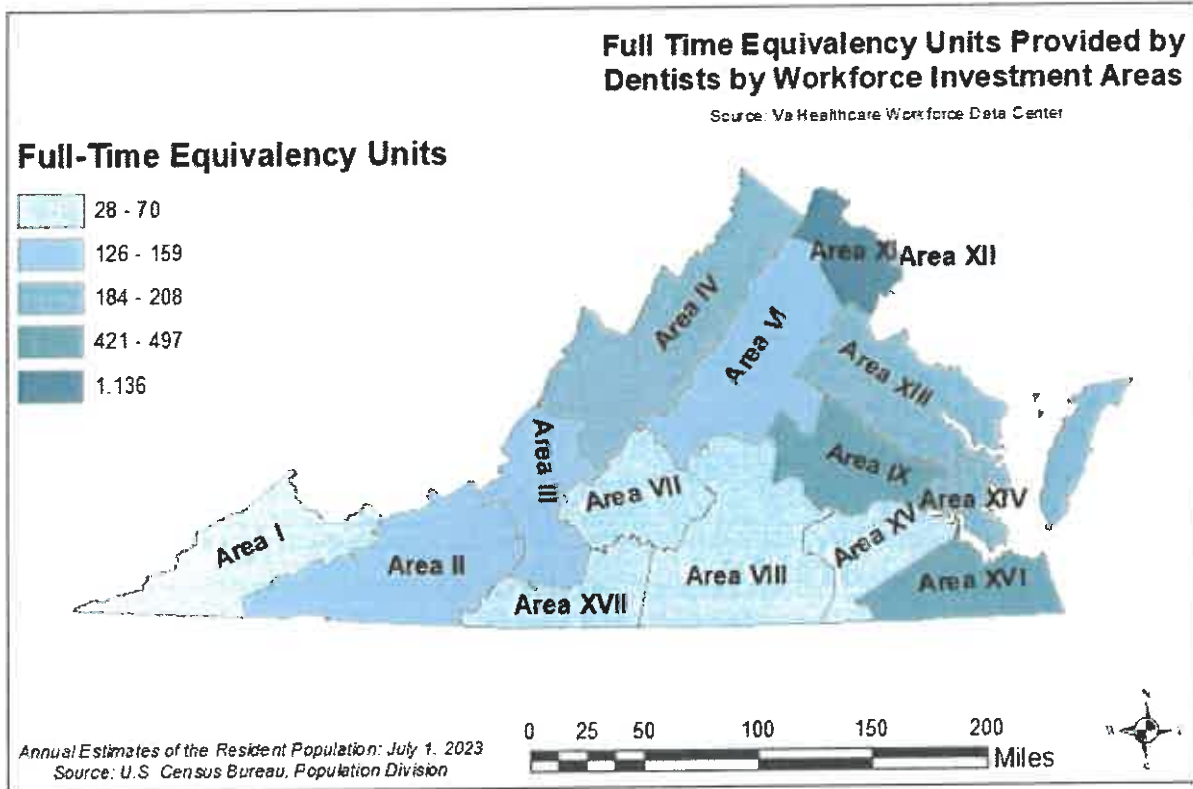 Full Time Equivalency Units Provided by
Dentists by Workforce Investment Areas
Source: Va Healthcare Workforce Data Center
Full-Time Equivalency Units
28 - 70
126 - 159
184 - 208
421 - 497
1.136
Area XI
Area XII
Area IV
Area VI
Area XIII
Area III
Area IX
Area VII
Area XIV
Area I
Area XV
Area II
Area VIII
Area XVI
Area XVII
0 25 50 100 150 200
Miles
N
W
E
S
Annual Estimates of the Resident Population: July 1. 2023
Source: U.S Census Bureau, Population Division